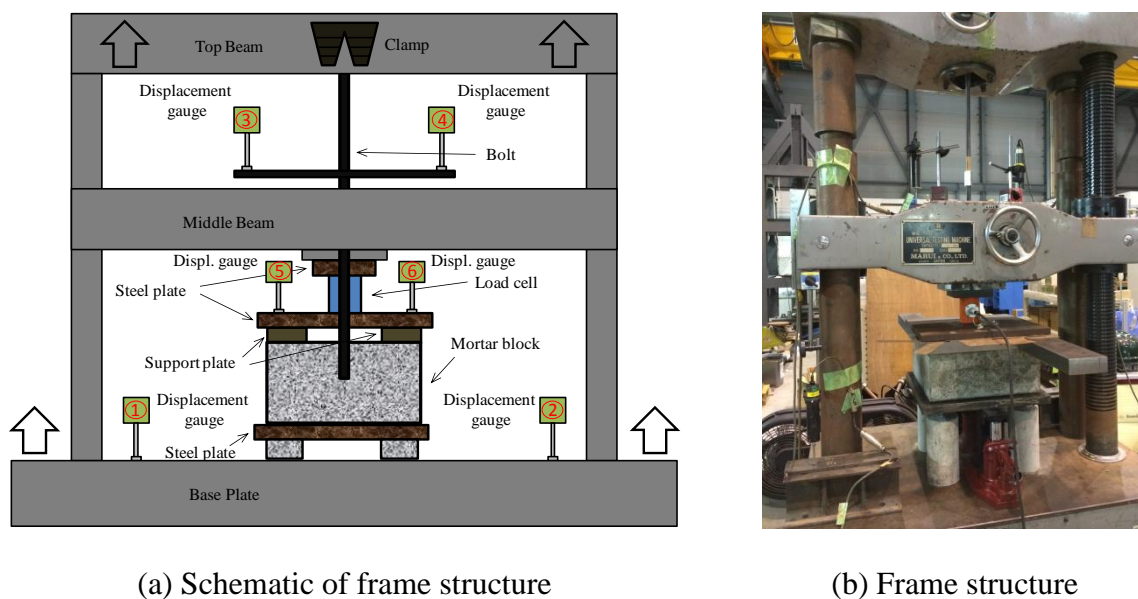 Top Beam
Clamp
Displacement
gauge
Displacement
gauge
③
④
Bolt
Middle Beam
Displ. gauge
Displ. gauge
⑤
⑥
Steel plate
Load cell
Support plate
Mortar block
①
Displacement
gauge
Displacement
gauge
②
Steel plate
Base Plate
UNIVERSAL TESTING MACHINE
MARUI & CO., LTD.
(a) Schematic of frame structure
(b) Frame structure